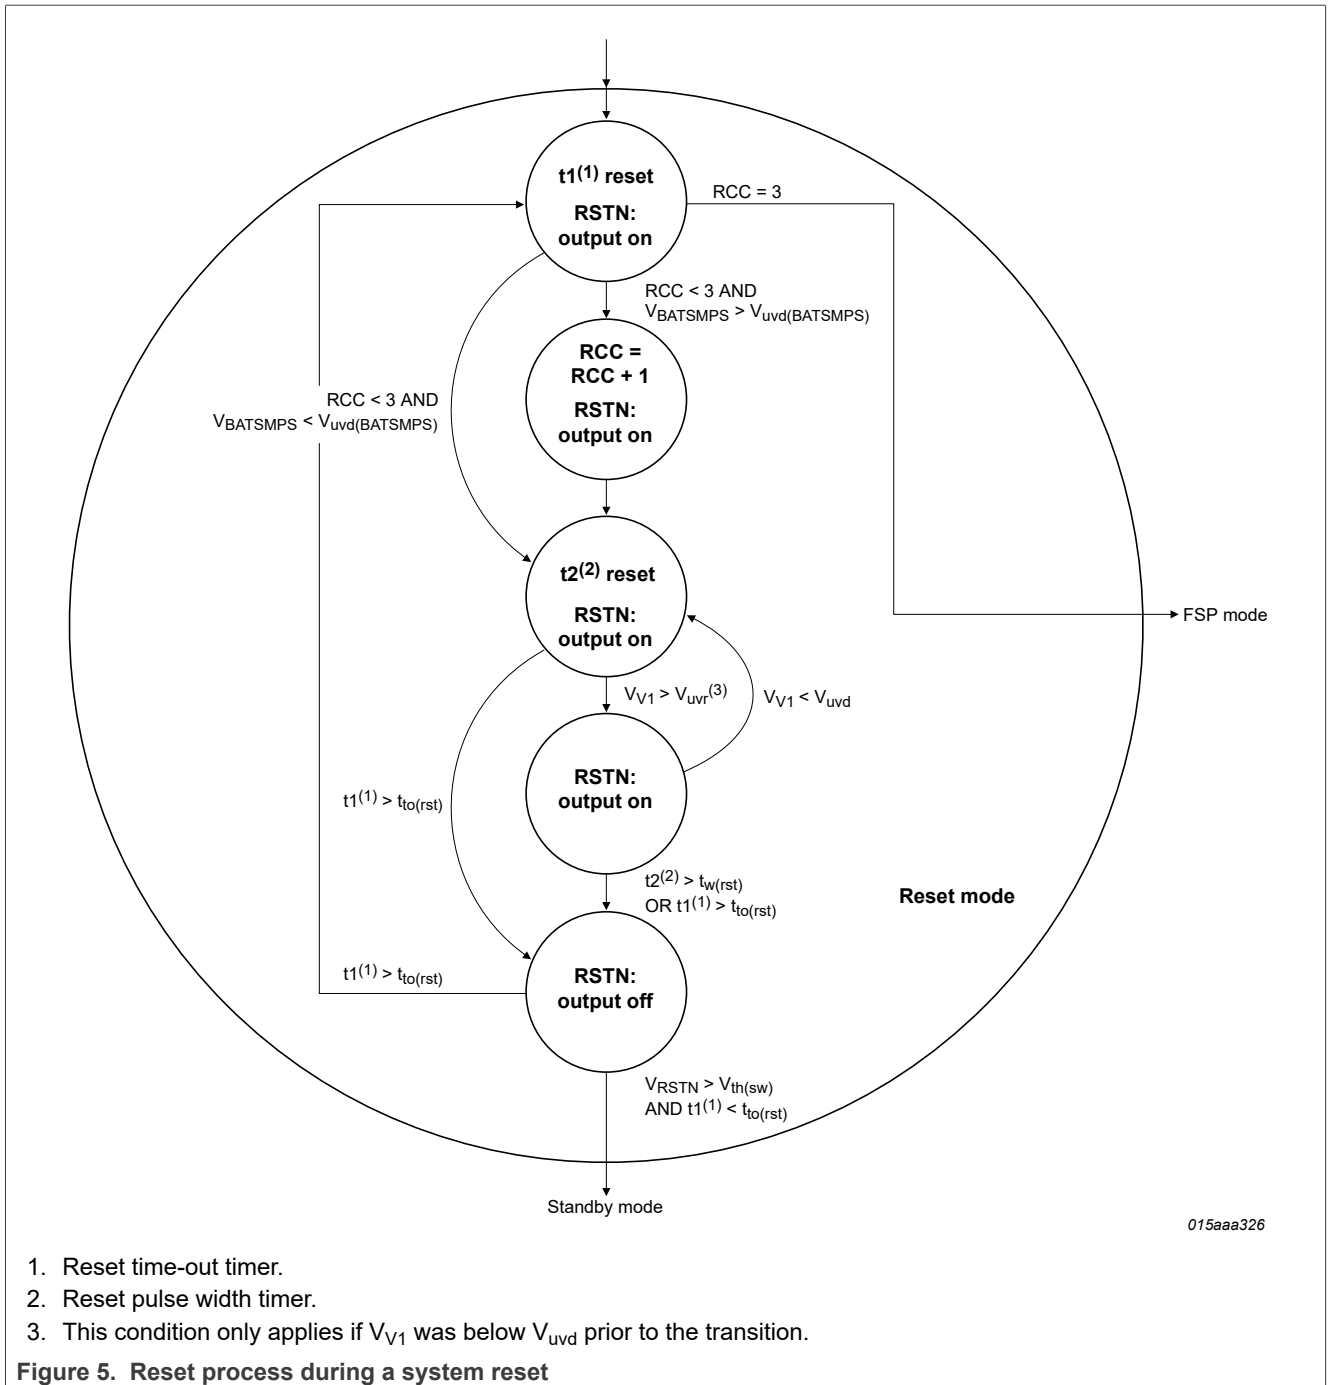 t1(1) reset
RSTN:
output on
RCC = 3
RCC < 3 AND
VBATSMPS > Vuvd(BATSMPS)
RCC =
RCC + 1
RSTN:
output on
RCC < 3 AND
VBATSMPS < Vuvd(BATSMPS)
t2(2) reset
RSTN:
output on
FSP mode
VV1 > Vuvr(3)
VV1 < Vuvd
RSTN:
output on
t1(1) > tto(rst)
t2(2) > tw(rst)
OR t1(1) > tto(rst)
Reset mode
t1(1) > tto(rst)
RSTN:
output off
VRSTN > Vth(sw)
AND t1(1) < tto(rst)
Standby mode
015aaa326
1. Reset time-out timer.
2. Reset pulse width timer.
3. This condition only applies if VV1 was below Vuvd prior to the transition.
Figure 5. Reset process during a system reset